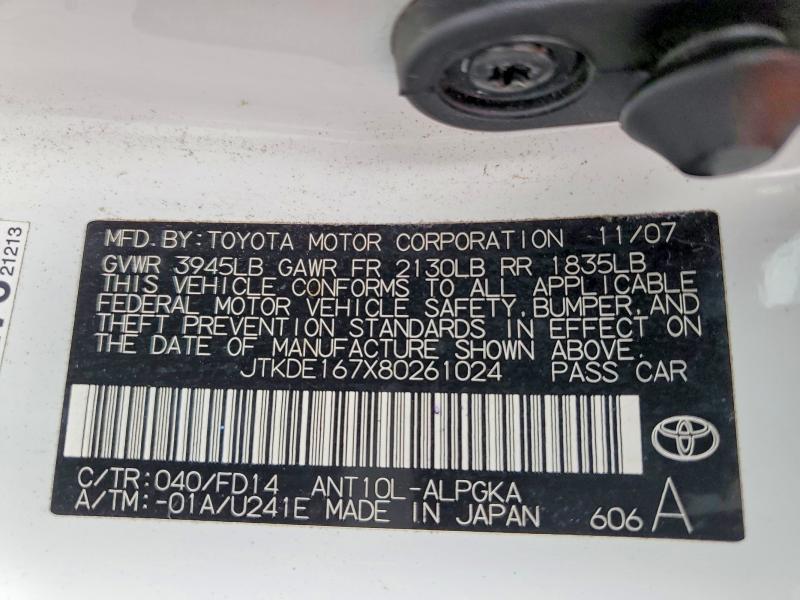 MFD. BY: TOYOTA MOTOR CORPORATION 11/07
GVWR 3945LB GAWR FR 2130LB RR 1835LB
THIS VEHICLE CONFORMS TO ALL APPLICABLE
FEDERAL MOTOR VEHICLE SAFETY, BUMPER, AND
THEFT PREVENTION STANDARDS IN EFFECT ON
THE DATE OF MANUFACTURE SHOWN ABOVE.
JTKDE167X80261024 PASS CAR
C/TR: 040/FD14 ANT10L-ALPGKA
A/TM: -01A/U241E MADE IN JAPAN 606 A
21213